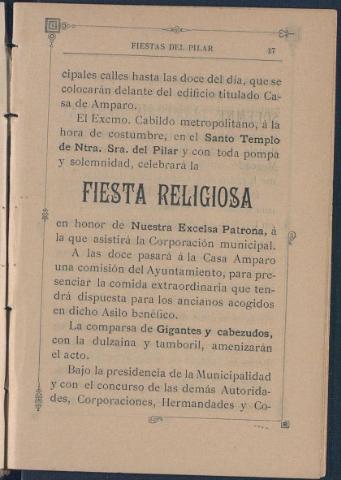 FIESTAS DEL PILAR 27
cipales calles hasta las doce del día, que se
colocarán delante del edificio titulado Ca-
sa de Amparo.
El Excmo. Cabildo metropolitano, á la
hora de costumbre, en el Santo Templo
de Ntra. Sra. del Pilar y con toda pompa
y solemnidad, celebrará la
FIESTA RELIGIOSA
en honor de Nuestra Excelsa Patrona, á
la que asistirá la Corporación municipal.
A las doce pasará á la Casa Amparo
una comisión del Ayuntamiento, para pre-
senciar la comida extraordinaria que ten-
drá dispuesta para los ancianos acogidos
en dicho Asilo benéfico.
La comparsa de Gigantes y cabezudos,
con la dulzaina y tamboril, amenizarán
el acto.
Bajo la presidencia de la Municipalidad
y con el concurso de las demás Autorida-
des, Corporaciones, Hermandades y Co-